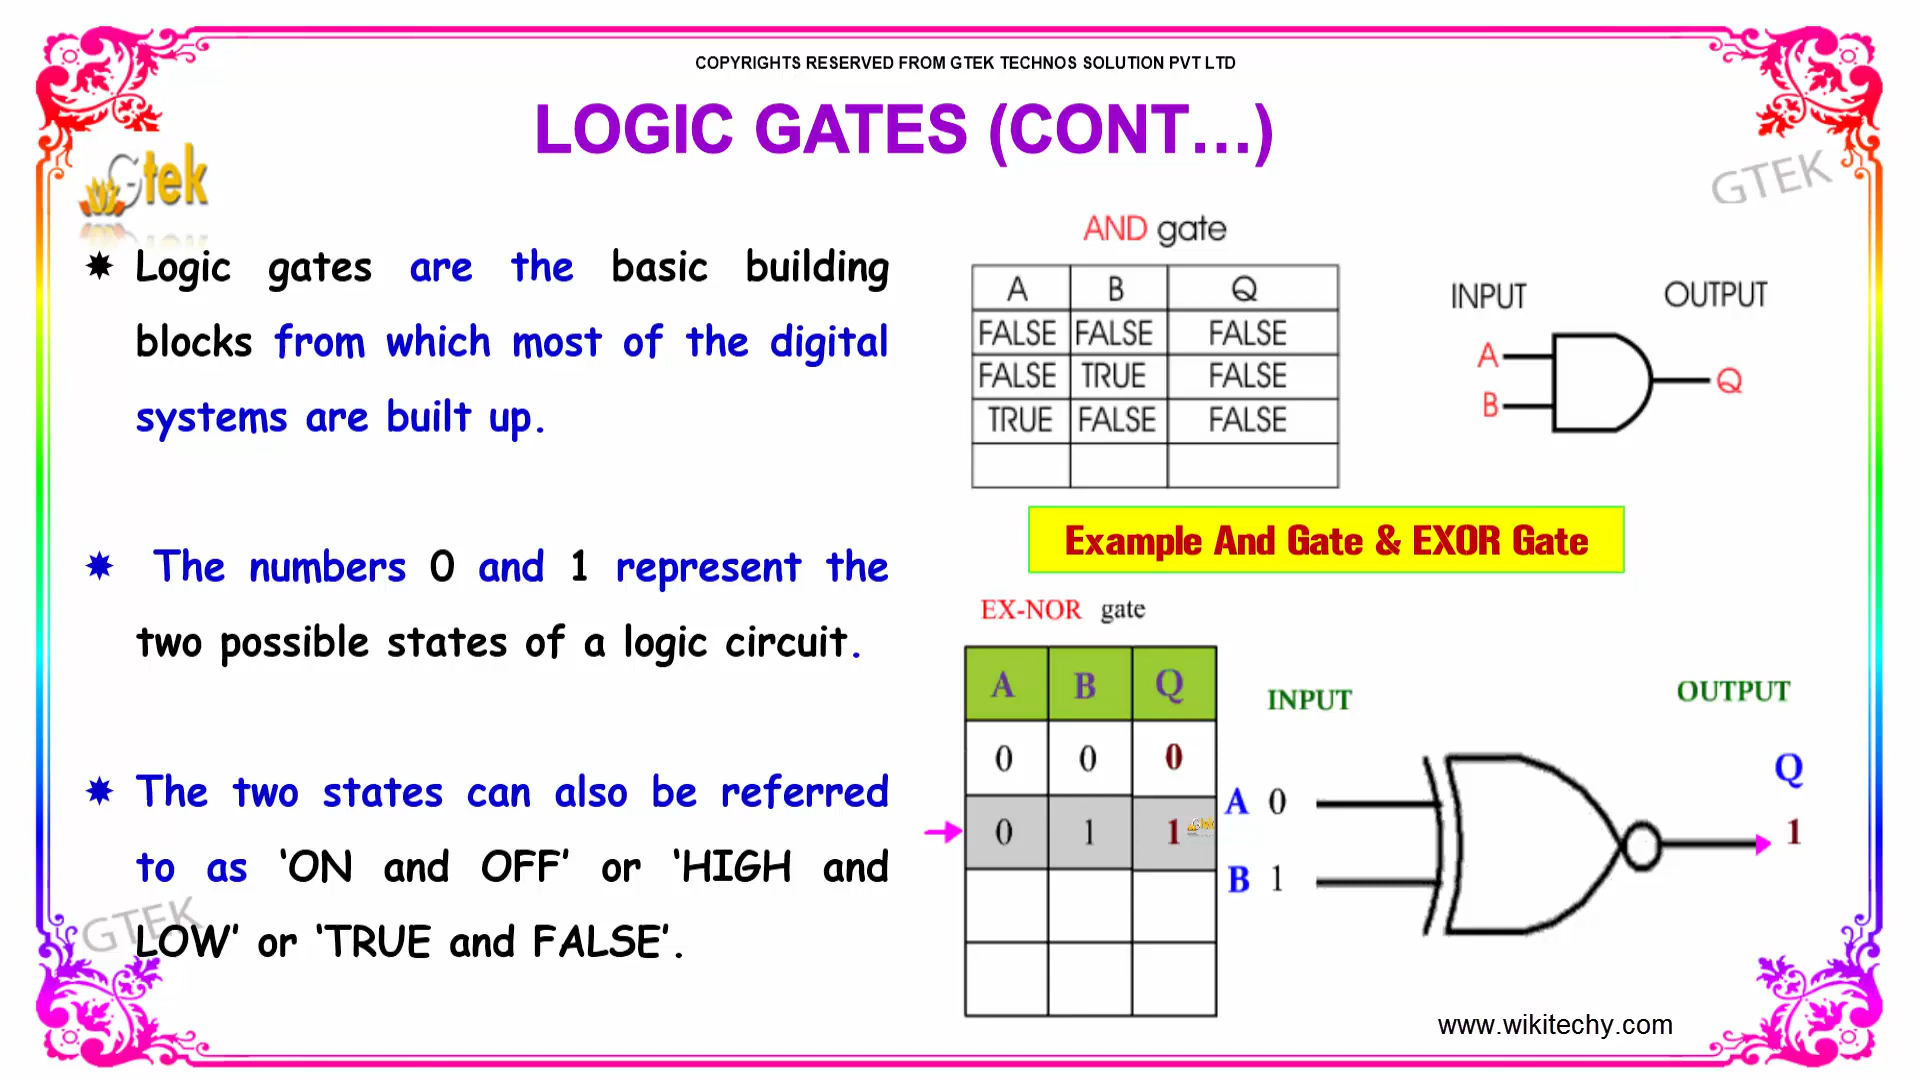 COPYRIGHTS RESERVED FROM GTEK TECHNOS SOLUTION PVT LTD
LOGIC GATES (CONT...)
Gtek
GTEK
Logic gates are the basic building
blocks from which most of the digital
systems are built up.
The numbers 0 and 1 represent the
two possible states of a logic circuit.
The two states can also be referred
to as ‘ON and OFF’ or ‘HIGH and
LOW’ or ‘TRUE and FALSE’.
GTEK
AND gate
A B Q
FALSE FALSE FALSE
FALSE TRUE FALSE
TRUE FALSE FALSE
INPUT OUTPUT
A
Q
B
Example And Gate & EXOR Gate
EX-NOR gate
A B Q
0 0 0
0 1 1
INPUT OUTPUT
Q
A 0
1
B 1
www.wikitechy.com